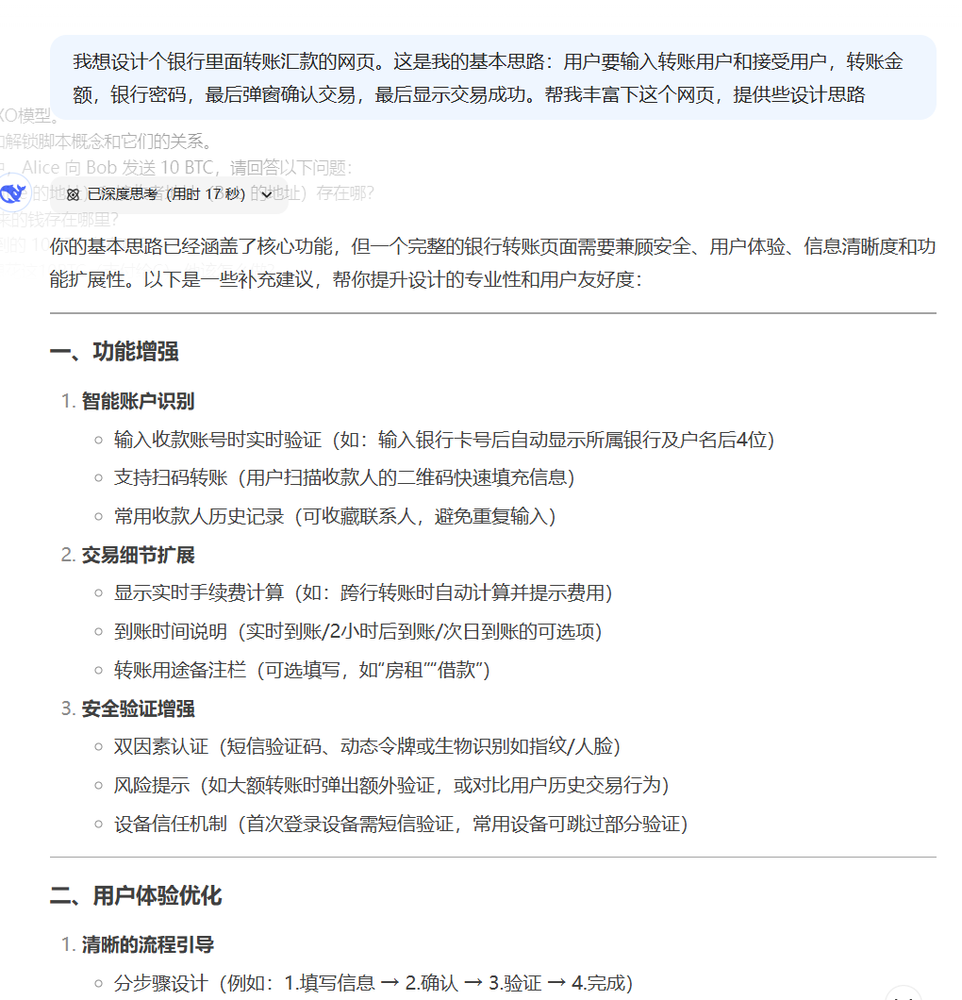 我想设计个银行里面转账汇款的网页。这是我的基本思路：用户要输入转账用户和接受用户，转账金
额，银行密码，最后弹窗确认交易，最后显示交易成功。帮我丰富下这个网页，提供些设计思路
XO模型。
解锁脚本概念和它们的关系。
Alice 向 Bob 发送 10 BTC，请回答以下问题：
已深度思考（用时 17 秒）
的地址）存在哪？
来的钱存在哪里？
到的 10
你的基本思路已经涵盖了核心功能，但一个完整的银行转账页面需要兼顾安全、用户体验、信息清晰度和功
能扩展性。以下是一些补充建议，帮你提升设计的专业性和用户友好度：
一、功能增强
1. 智能账户识别
○ 输入收款账号时实时验证（如：输入银行卡号后自动显示所属银行及户名后4位）
○ 支持扫码转账（用户扫描收款人的二维码快速填充信息）
○ 常用收款人历史记录（可收藏联系人，避免重复输入）
2. 交易细节扩展
○ 显示实时手续费计算（如：跨行转账时自动计算并提示费用）
○ 到账时间说明（实时到账/2小时后到账/次日到账的可选项）
○ 转账用途备注栏（可选填写，如“房租”“借款”）
3. 安全验证增强
○ 双因素认证（短信验证码、动态令牌或生物识别如指纹/人脸）
○ 风险提示（如大额转账时弹出额外验证，或对比用户历史交易行为）
○ 设备信任机制（首次登录设备需短信验证，常用设备可跳过部分验证）
二、用户体验优化
1. 清晰的流程引导
○ 分步骤设计（例如：1.填写信息 → 2.确认 → 3.验证 → 4.完成）